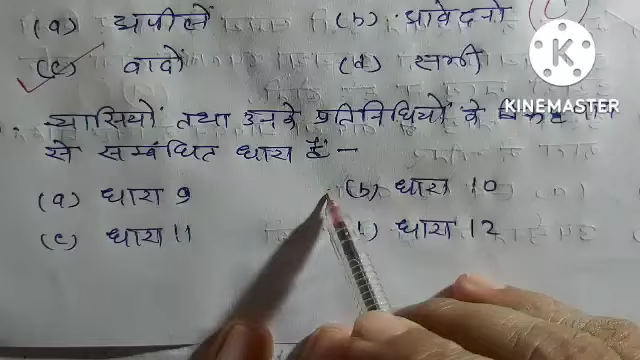 (a) अपीलों (b) आवेदनो
(c) वादों (d) सभी
न्यासियों तथा उनके प्रतिनिधियों के वाद
से सम्बंधित धारा हैं -
(a) धारा 9 (b) धारा 10
(c) धारा 11 ) धारा 12
K
KINEMASTER